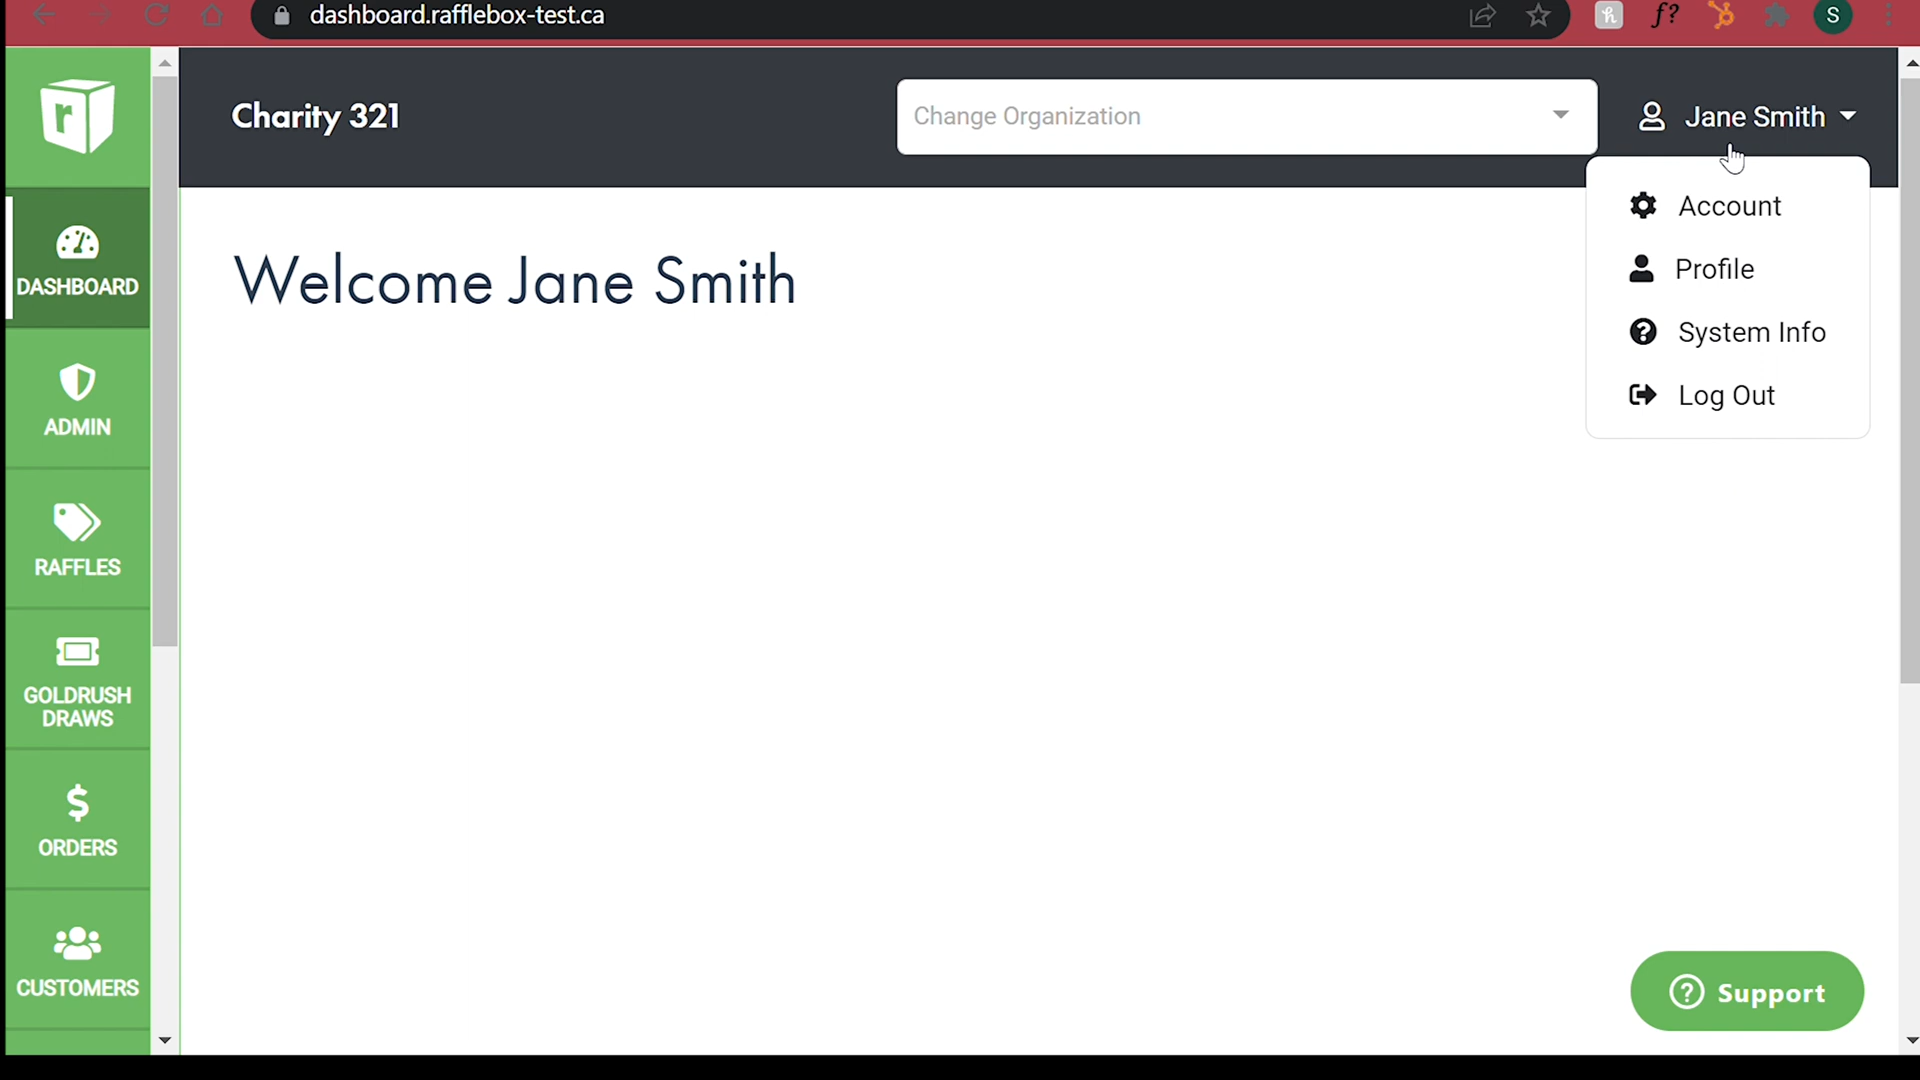 dashboard.rafflebox-test.ca
h
f?
S
r
Charity 321
Change Organization
Jane Smith
Account
Profile
System Info
Log Out
DASHBOARD
ADMIN
RAFFLES
GOLDRUSH
DRAWS
ORDERS
CUSTOMERS
Welcome Jane Smith
Support